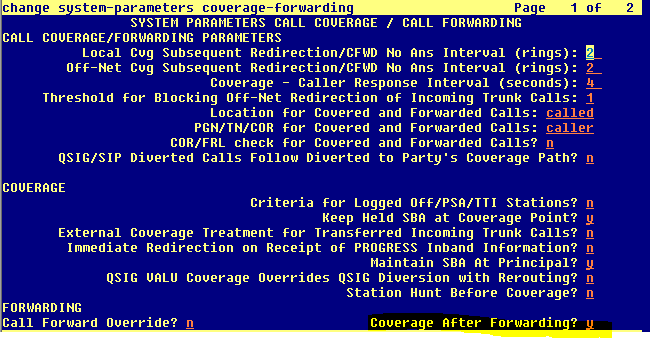 change system-parameters coverage-forwarding Page 1 of 2
SYSTEM PARAMETERS CALL COVERAGE / CALL FORWARDING
CALL COVERAGE/FORWARDING PARAMETERS
Local Cvg Subsequent Redirection/CFWD No Ans Interval (rings): 2
Off-Net Cvg Subsequent Redirection/CFWD No Ans Interval (rings): 2
Coverage - Caller Response Interval (seconds): 4
Threshold for Blocking Off-Net Redirection of Incoming Trunk Calls: 1
Location for Covered and Forwarded Calls: called
PGN/TN/COR for Covered and Forwarded Calls: caller
COR/FRL check for Covered and Forwarded Calls? n
QSIG/SIP Diverted Calls Follow Diverted to Party's Coverage Path? n
COVERAGE
Criteria for Logged Off/PSA/TTI Stations? n
Keep Held SBA at Coverage Point? y
External Coverage Treatment for Transferred Incoming Trunk Calls? n
Immediate Redirection on Receipt of PROGRESS Inband Information? n
Maintain SBA At Principal? y
QSIG VALU Coverage Overrides QSIG Diversion with Rerouting? n
Station Hunt Before Coverage? n
FORWARDING
Call Forward Override? n Coverage After Forwarding? y